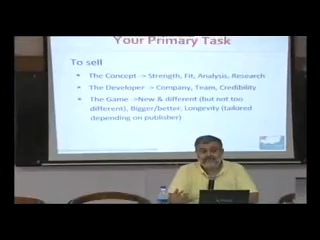 Your Primary Task
To sell
The Concept -> Strength, Fit, Analysis, Research
The Developer -> Company, Team, Credibility
The Game ->New & different (but not too
different), Bigger/better, Longevity (tailored
depending on publisher)